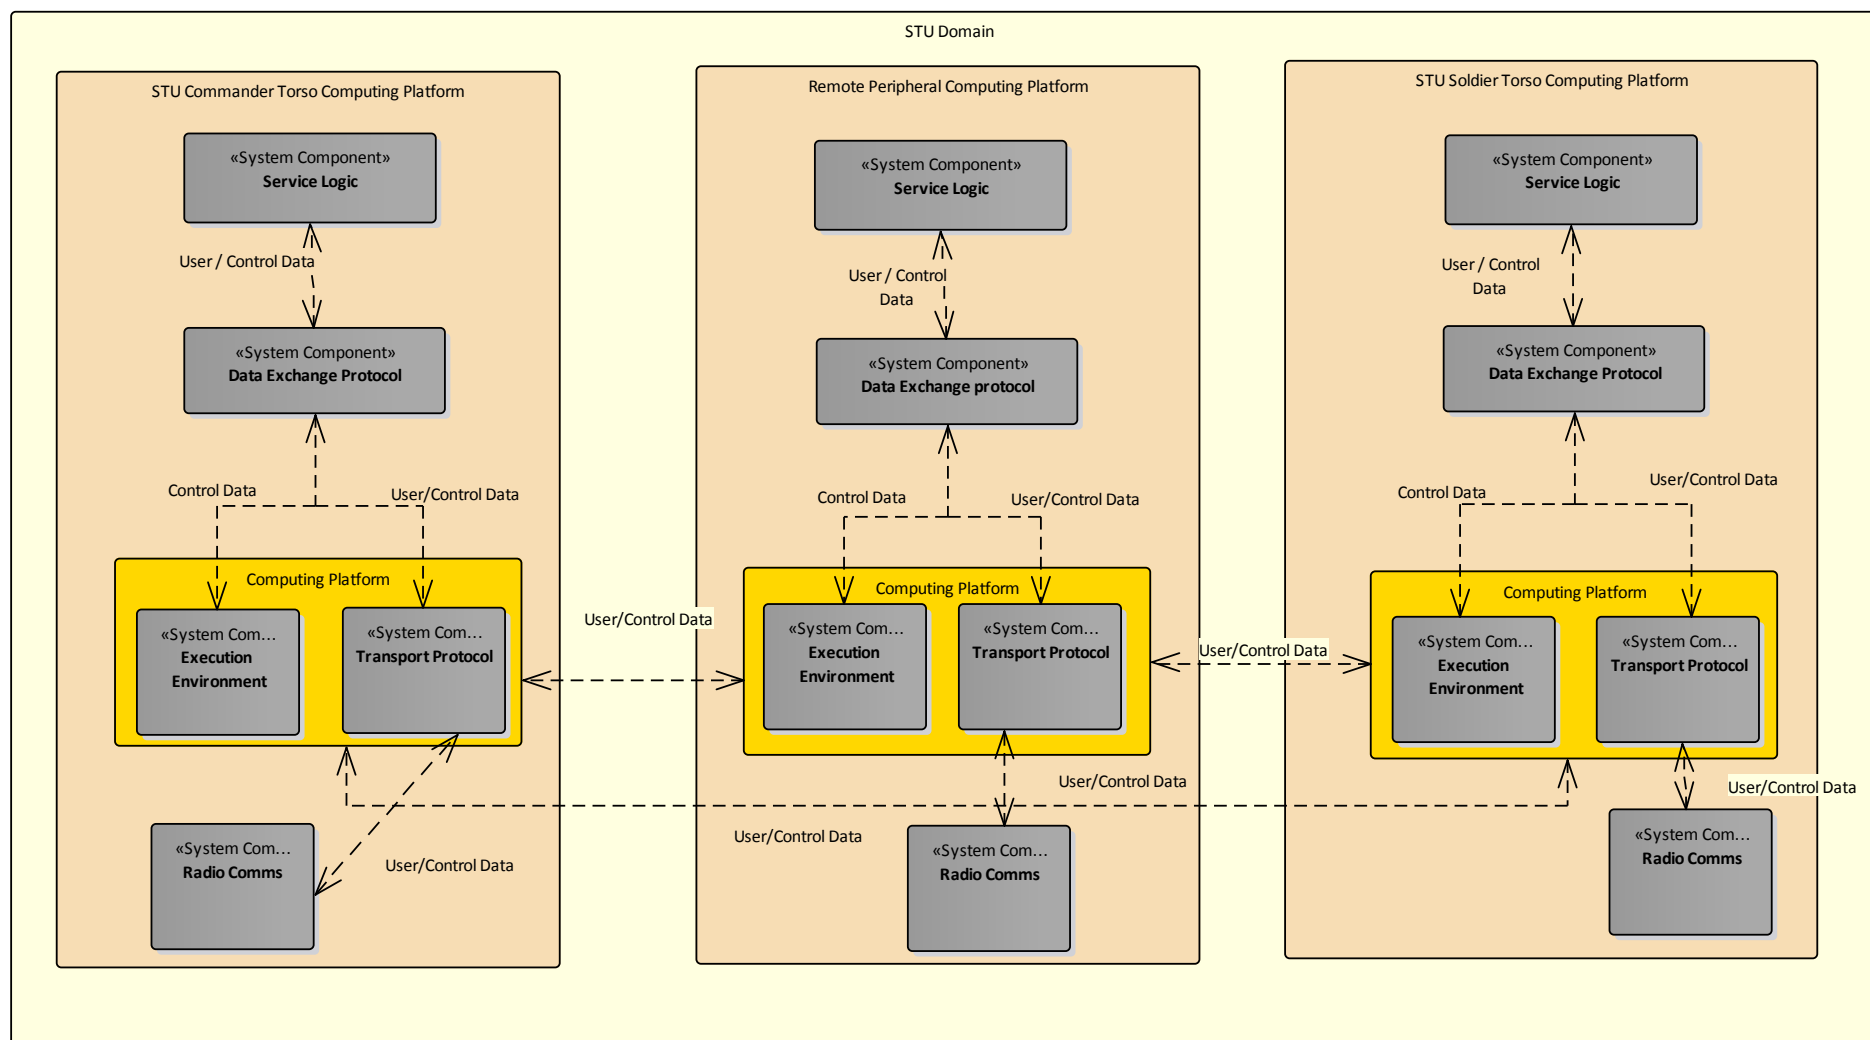 STU Domain
STU Commander Torso Computing Platform
«System Component»
Service Logic
User / Control Data
«System Component»
Data Exchange Protocol
Control Data
User/Control Data
Computing Platform
«System Com...
Execution
Environment
«System Com...
Transport Protocol
«System Com...
Radio Comms
User/Control Data
User/Control Data
Remote Peripheral Computing Platform
«System Component»
Service Logic
User / Control
Data
«System Component»
Data Exchange protocol
Control Data
User/Control Data
Computing Platform
«System Com...
Execution
Environment
«System Com...
Transport Protocol
User/Control Data
User/Control Data
«System Com...
Radio Comms
User/Control Data
STU Soldier Torso Computing Platform
«System Component»
Service Logic
User / Control
Data
«System Component»
Data Exchange Protocol
Control Data
User/Control Data
Computing Platform
«System Com...
Execution
Environment
«System Com...
Transport Protocol
User/Control Data
«System Com...
Radio Comms